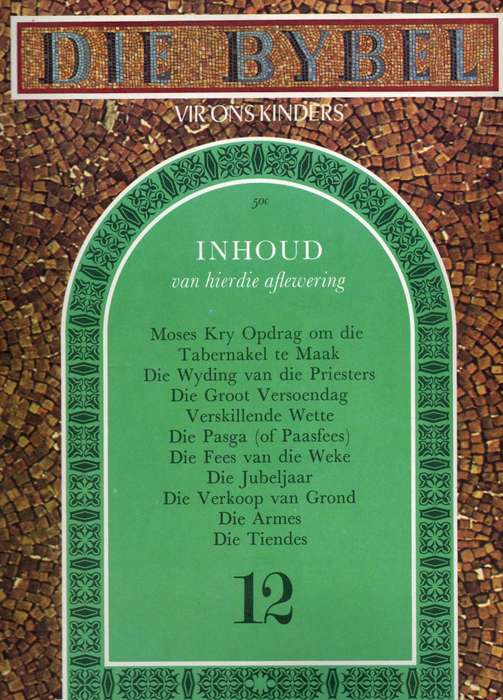 DIE BYBEL
VIR ONS KINDERS
50c
INHOUD
van hierdie aflewering
Moses Kry Opdrag om die
Tabernakel te Maak
Die Wyding van die Priesters
Die Groot Versoendag
Verskillende Wette
Die Pasga (of Paasfees)
Die Fees van die Weke
Die Jubeljaar
Die Verkoop van Grond
Die Armes
Die Tiendes
12